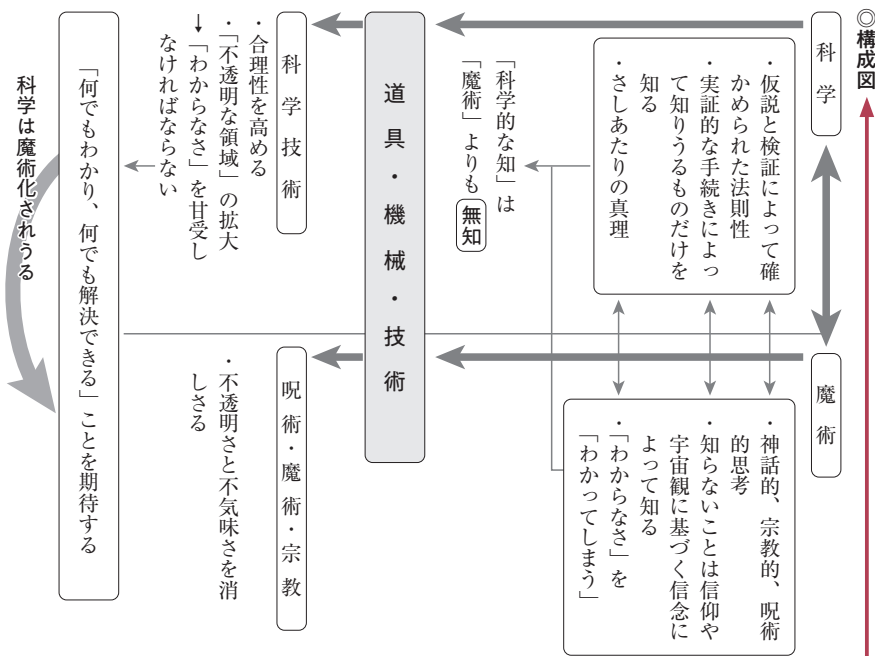 ◎構成図
科学
・仮説と検証によって確
かめられた法則性
・実証的な手続きによっ
て知りうるものだけを
知る
・さしあたりの真理
魔術
・神話的、宗教的、呪術
的思考
・知らないことは信仰や
宇宙観に基づく信念に
よって知る
・「わからなさ」を
「わかってしまう」
「科学的な知」は
「魔術」よりも無知
道具・機械・技術
科学技術
・合理性を高める
・「不透明な領域」の拡大
→「わからなさ」を甘受し
なければならない
呪術・魔術・宗教
・不透明さと不気味さを消
しさる
「何でもわかり、何でも解決できる」ことを期待する
科学は魔術化されうる